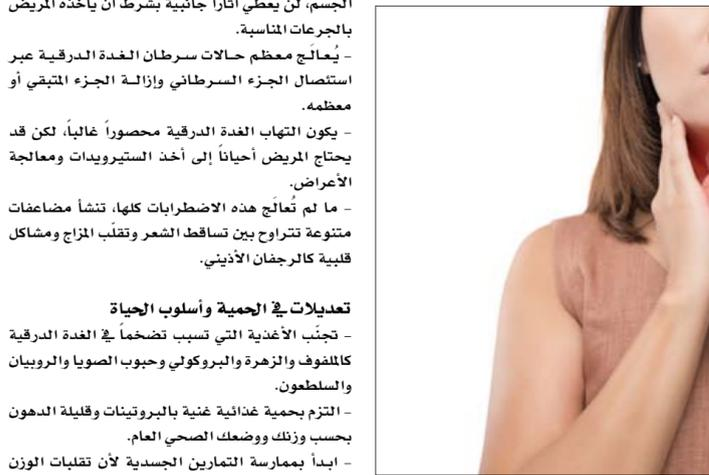 الجسم، لن يعطي آثاراً جانبية بشرط أن يأخذه المريض
بالجرعات المناسبة.
- يُعالَج معظم حالات سرطان الغدة الدرقية عبر
استئصال الجزء السرطاني وإزالة الجزء المتبقي أو
معظمه.
- يكون التهاب الغدة الدرقية محصوراً غالباً، لكن قد
يحتاج المريض أحياناً إلى أخذ الستيرويدات ومعالجة
الأعراض.
- ما لم تُعالَج هذه الاضطرابات كلها، تنشأ مضاعفات
متنوعة تتراوح بين تساقط الشعر وتقلّب المزاج ومشاكل
قلبية كالرجفان الأذيني.
تعديلات في الحمية وأسلوب الحياة
- تجنّب الأغذية التي تسبب تضخماً في الغدة الدرقية
كالملفوف والزهرة والبروكولي وحبوب الصويا والروبيان
والسلطعون.
- التزم بحمية غذائية غنية بالبروتينات وقليلة الدهون
بحسب وزنك ووضعك الصحي العام.
- ابدأ بممارسة التمارين الجسدية لأن تقلبات الوزن